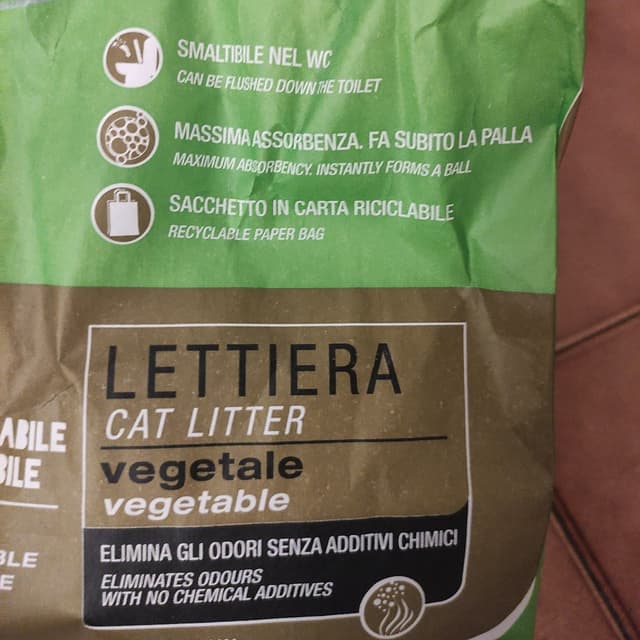 SMALTIBILE NEL WC
CAN BE FLUSHED DOWN THE TOILET
MASSIMA ASSORBENZA. FA SUBITO LA PALLA
MAXIMUM ABSORBENCY. INSTANTLY FORMS A BALL
SACCHETTO IN CARTA RICICLABILE
RECYCLABLE PAPER BAG
LETTIERA
CAT LITTER
vegetale
vegetable
ELIMINA GLI ODORI SENZA ADDITIVI CHIMICI
ELIMINATES ODOURS
WITH NO CHEMICAL ADDITIVES